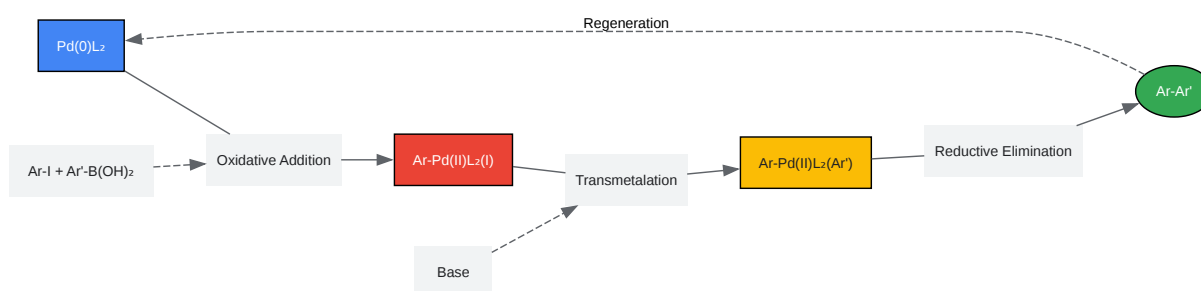 Regeneration
Pd(0)L₂
Ar-Ar'
Ar-I + Ar'-B(OH)₂
Oxidative Addition
Ar-Pd(II)L₂(I)
Transmetalation
Ar-Pd(II)L₂(Ar')
Reductive Elimination
Base